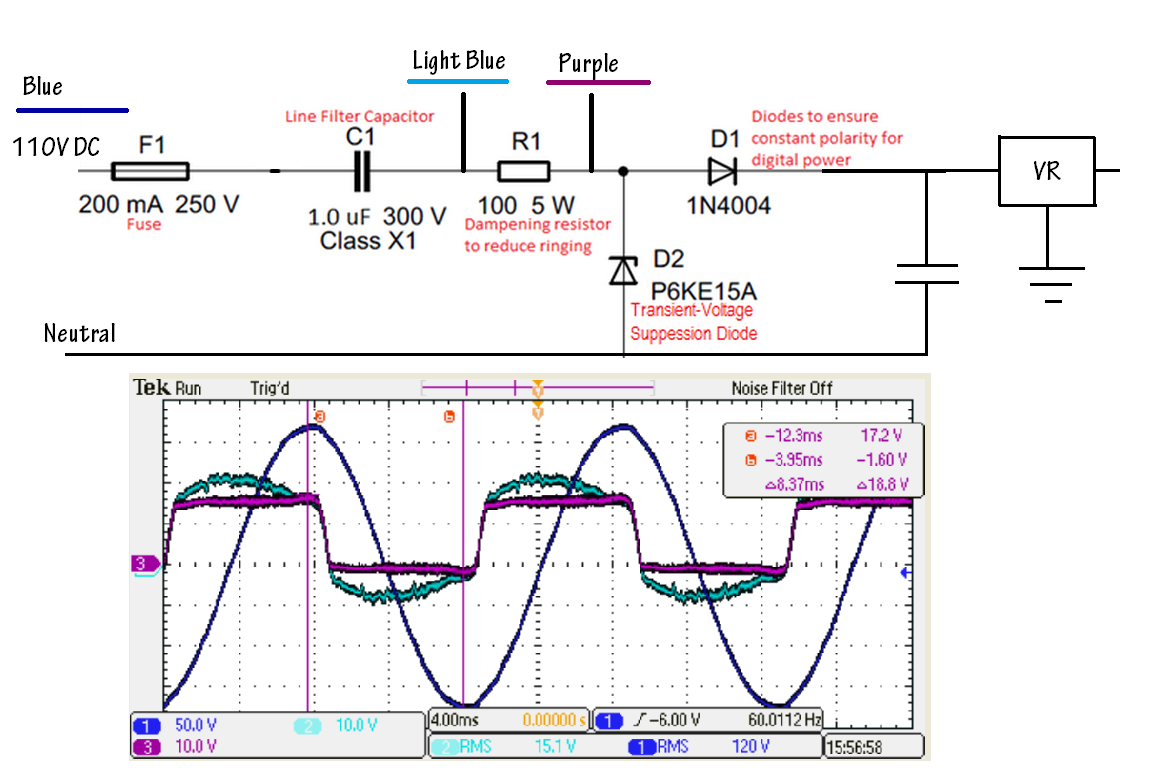 Light Blue
Purple
Blue
Line Filter Capacitor
Diodes to ensure
constant polarity for
digital power
110V DC
F1
C1
R1
D1
VR
200 mA 250 V
Fuse
1.0 uF 300 V
Class X1
100 5 W
Dampening resistor
to reduce ringing
1N4004
D2
P6KE15A
Transient-Voltage
Suppession Diode
Neutral
Tek Run Trig'd Noise Filter Off
a b
a -12.3ms 17.2 V
b -3.95ms -1.60 V
△8.37ms △18.8 V
3
1 50.0 V 2 10.0 V 4.00ms 0.00000 s 1 -6.00 V 60.0112 Hz
3 10.0 V 2 RMS 15.1 V 1 RMS 120 V 15:56:58